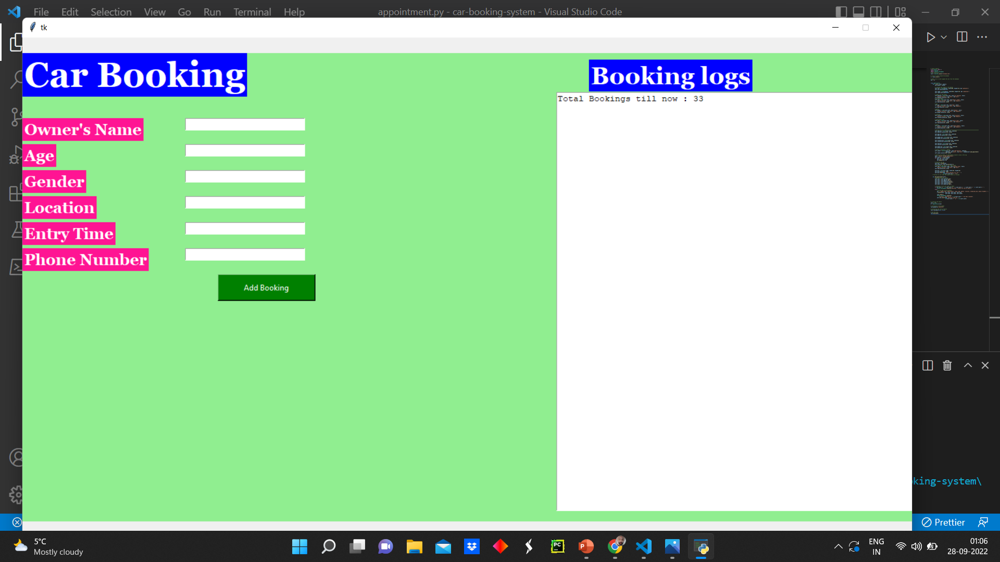 File Edit Selection View Go Run Terminal Help
appointment.py - car-booking-system - Visual Studio Code
tk
Car Booking
Booking logs
Total Bookings till now : 33
Owner's Name
Age
Gender
Location
Entry Time
Phone Number
Add Booking
king-system\
Prettier
5°C
Mostly cloudy
PC
P
ENG
IN
01:06
28-09-2022